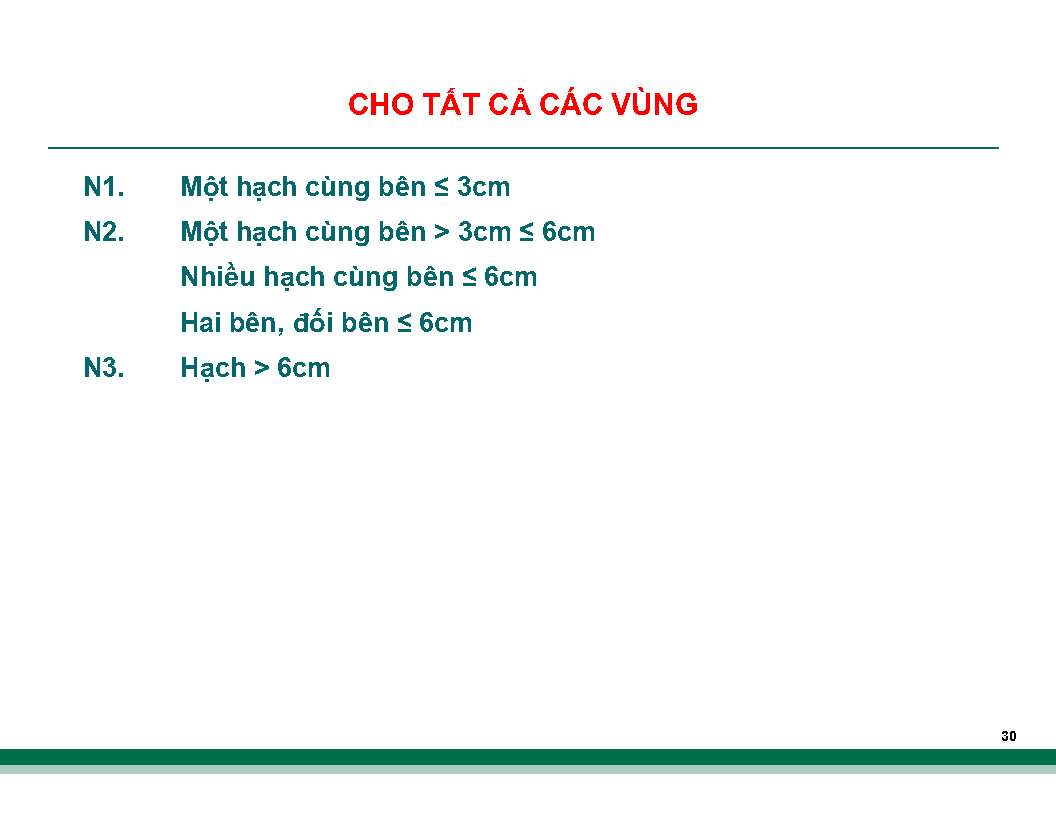 CHO TẤT CẢ CÁC VÙNG
N1. Một hạch cùng bên ≤ 3cm
N2. Một hạch cùng bên > 3cm ≤ 6cm
Nhiều hạch cùng bên ≤ 6cm
Hai bên, đối bên ≤ 6cm
N3. Hạch > 6cm
30